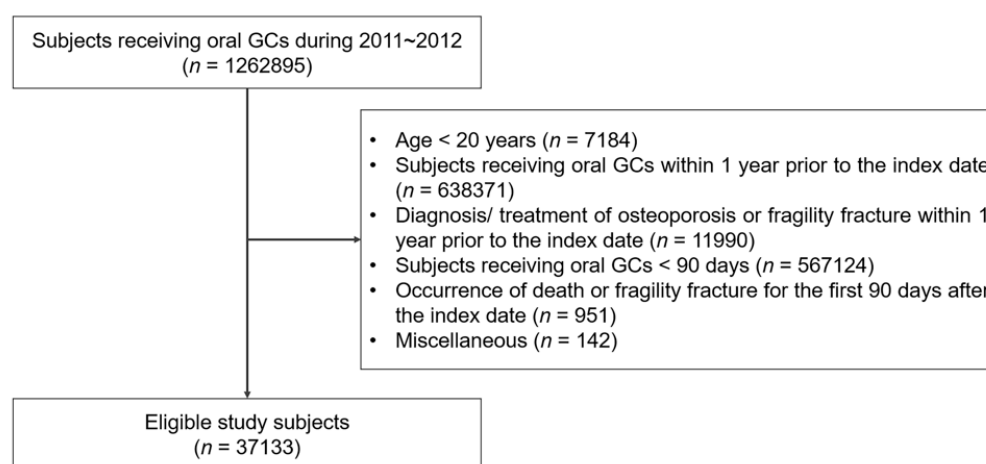 Subjects receiving oral GCs during 2011~2012
(n = 1262895)
• Age < 20 years (n = 7184)
• Subjects receiving oral GCs within 1 year prior to the index date
(n = 638371)
• Diagnosis/ treatment of osteoporosis or fragility fracture within 1
year prior to the index date (n = 11990)
• Subjects receiving oral GCs < 90 days (n = 567124)
• Occurrence of death or fragility fracture for the first 90 days after
the index date (n = 951)
• Miscellaneous (n = 142)
Eligible study subjects
(n = 37133)